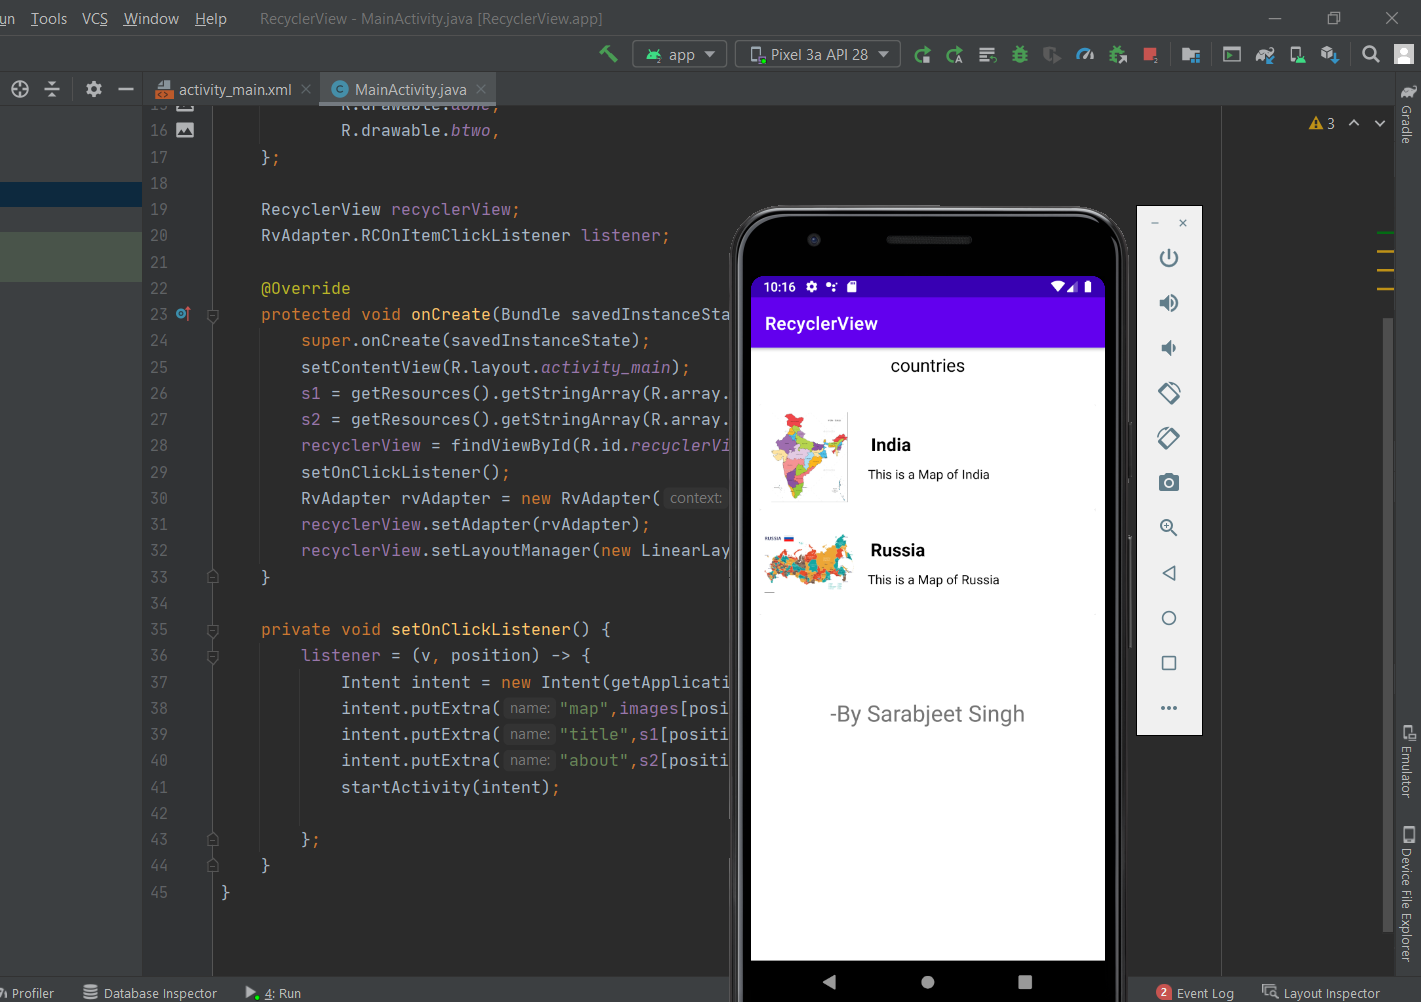 un Tools VCS Window Help RecyclerView - MainActivity.java [RecyclerView.app]
app Pixel 3a API 28
activity_main.xml MainActivity.java
R.drawable.aone,
16 R.drawable.btwo,
17 };
18
19 RecyclerView recyclerView;
20 RvAdapter.RCOnItemClickListener listener;
21
22 @Override
23 protected void onCreate(Bundle savedInstanceSta
24 super.onCreate(savedInstanceState);
25 setContentView(R.layout.activity_main);
26 s1 = getResources().getStringArray(R.array.
27 s2 = getResources().getStringArray(R.array.
28 recyclerView = findViewById(R.id.recyclerVi
29 setOnClickListener();
30 RvAdapter rvAdapter = new RvAdapter( context:
31 recyclerView.setAdapter(rvAdapter);
32 recyclerView.setLayoutManager(new LinearLay
33 }
34
35 private void setOnClickListener() {
36 listener = (v, position) -> {
37 Intent intent = new Intent(getApplicati
38 intent.putExtra( name: "map",images[posi
39 intent.putExtra( name: "title",s1[positi
40 intent.putExtra( name: "about",s2[positi
41 startActivity(intent);
42
43 };
44 }
45 }
3
10:16
RecyclerView
countries
India
This is a Map of India
RUSSIA
Russia
This is a Map of Russia
-By Sarabjeet Singh
Gradle
Emulator
Device File Explorer
Profiler Database Inspector 4: Run 2 Event Log Layout Inspector